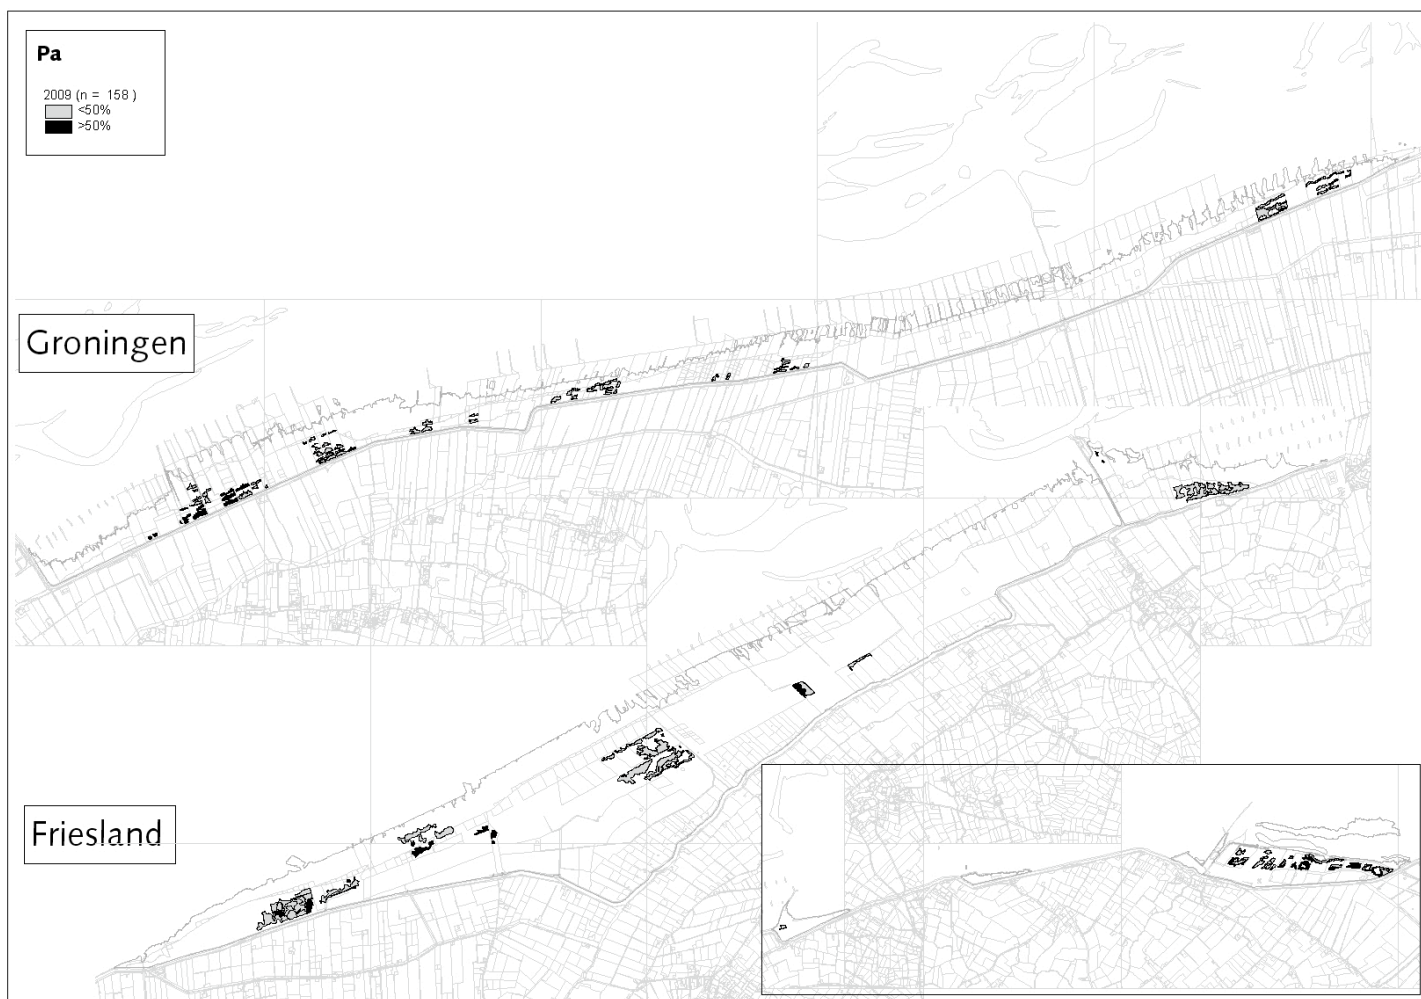 Pa
2009 (n = 158 )
<50%
>50%
Groningen
Friesland